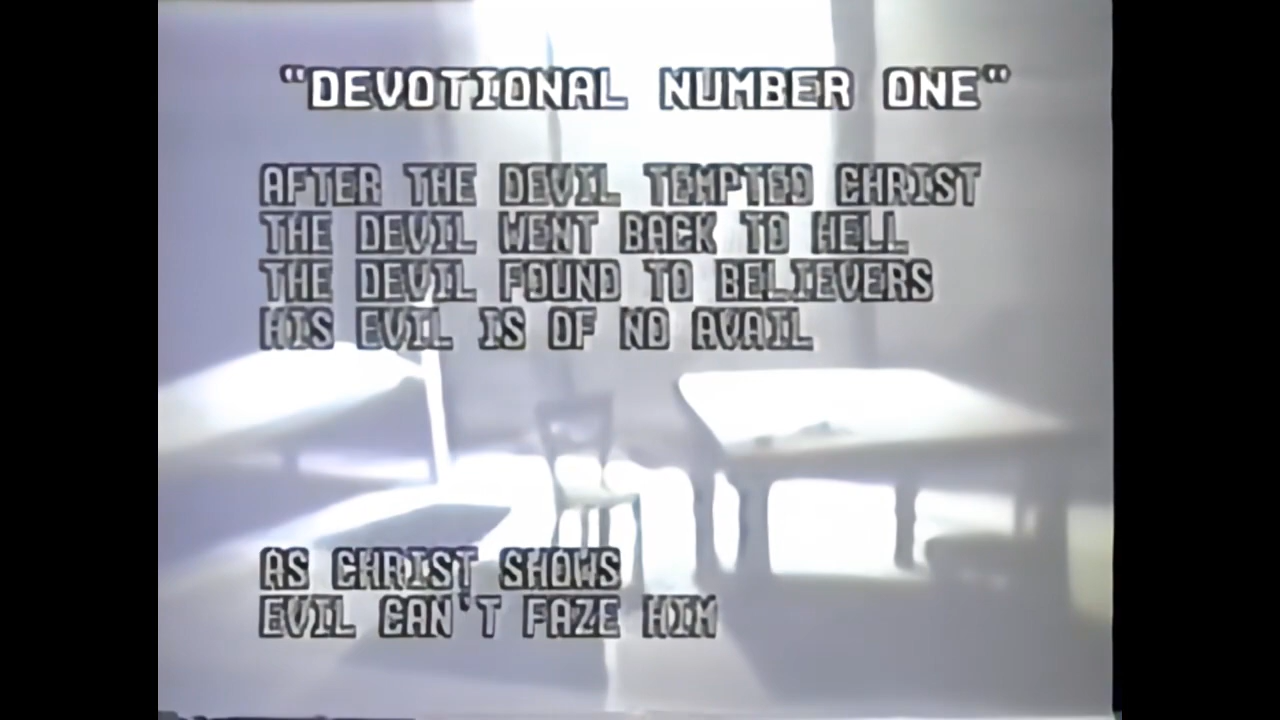 "DEVOTIONAL NUMBER ONE"
AFTER THE DEVIL TEMPTED CHRIST
THE DEVIL WENT BACK TO HELL
THE DEVIL FOUND TO BELIEVERS
HIS EVIL IS OF NO AVAIL
AS CHRIST SHOWS
EVIL CAN'T FAZE HIM